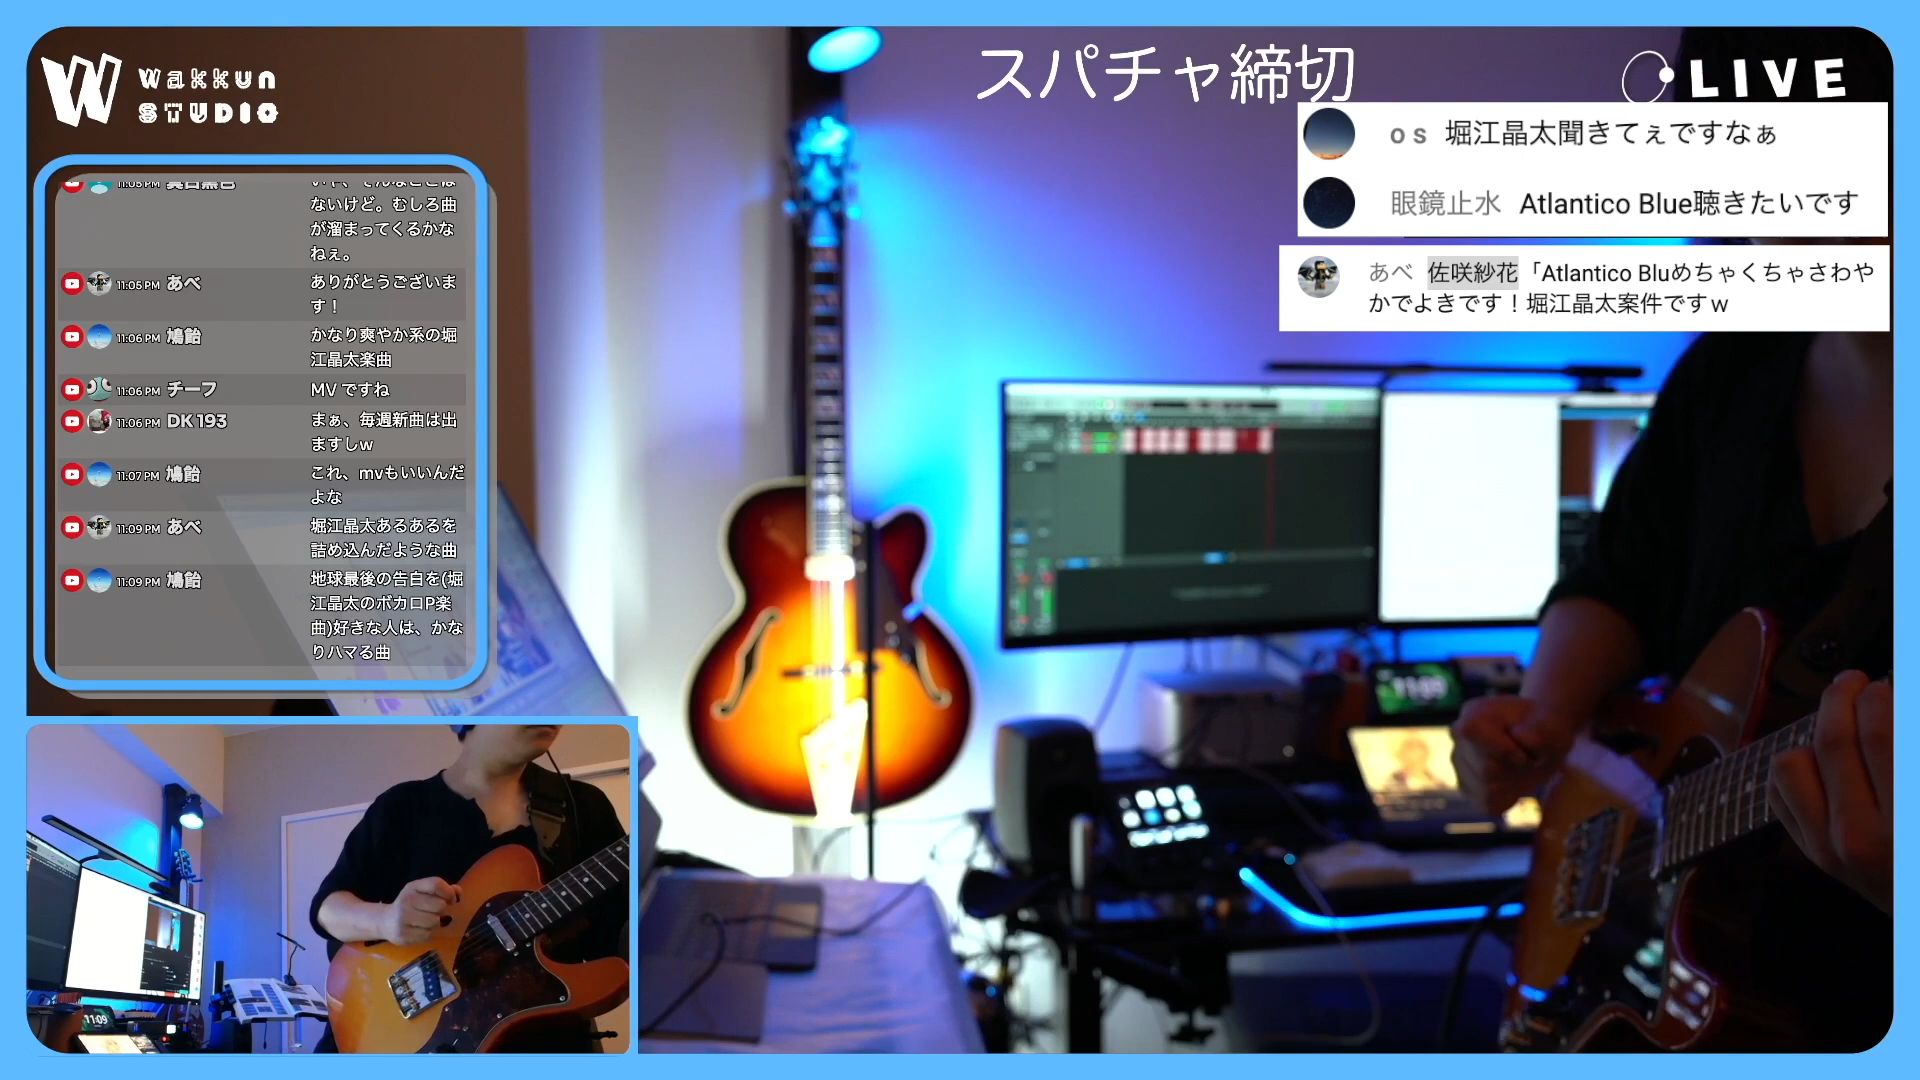 Wakkun
STUDIO
スパチャ締切
LIVE
o s 堀江晶太聞きてぇですなぁ
眼鏡止水 Atlantico Blue聴きたいです
あべ 佐咲紗花「Atlantico Bluめちゃくちゃさわや
かでよきです！堀江晶太案件ですｗ
11:05 PM
ないけど。むしろ曲
が溜まってくるかな
ねぇ。
11:05 PM あべ ありがとうございま
す！
11:06 PM 鳩飴 かなり爽やか系の堀
江晶太楽曲
11:06 PM チーフ MV ですね
11:06 PM DK 193 まぁ、毎週新曲は出
ますしw
11:07 PM 鳩飴 これ、mvもいいんだ
よな
11:09 PM あべ 堀江晶太あるあるを
詰め込んだような曲
11:09 PM 鳩飴 地球最後の告白を(堀
江晶太のボカロP楽
曲)好きな人は、かな
りハマる曲
11:09
11:09